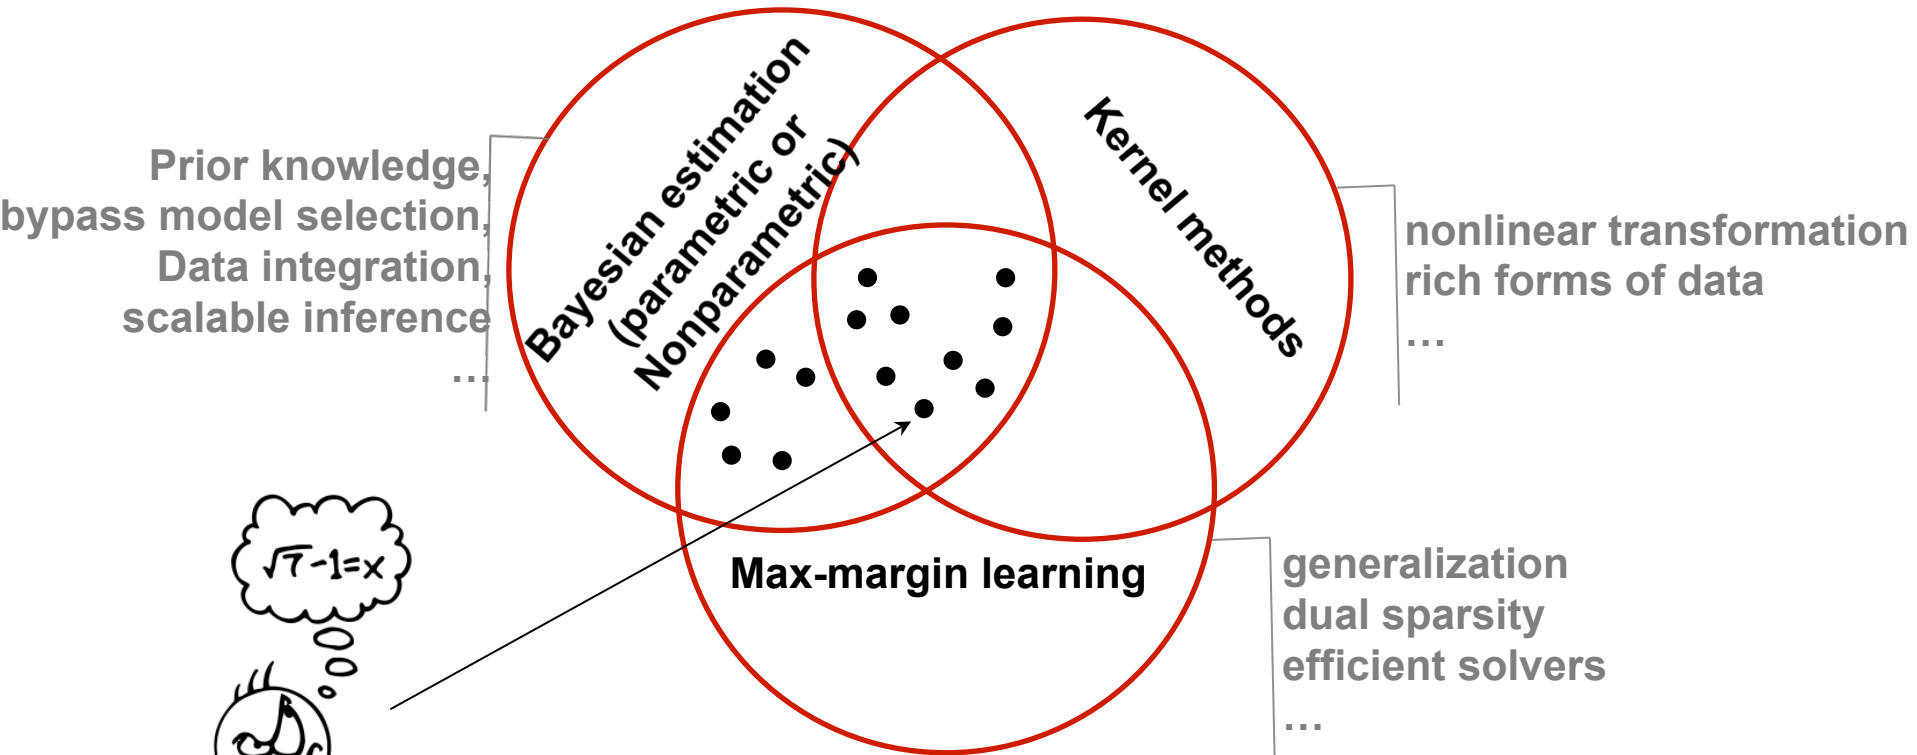 Prior knowledge,
bypass model selection,
Data integration,
scalable inference
…
Bayesian estimation
(parametric or
Nonparametric)
Kernel methods
nonlinear transformation
rich forms of data
…
Max-margin learning
generalization
dual sparsity
efficient solvers
…
√7-1=x